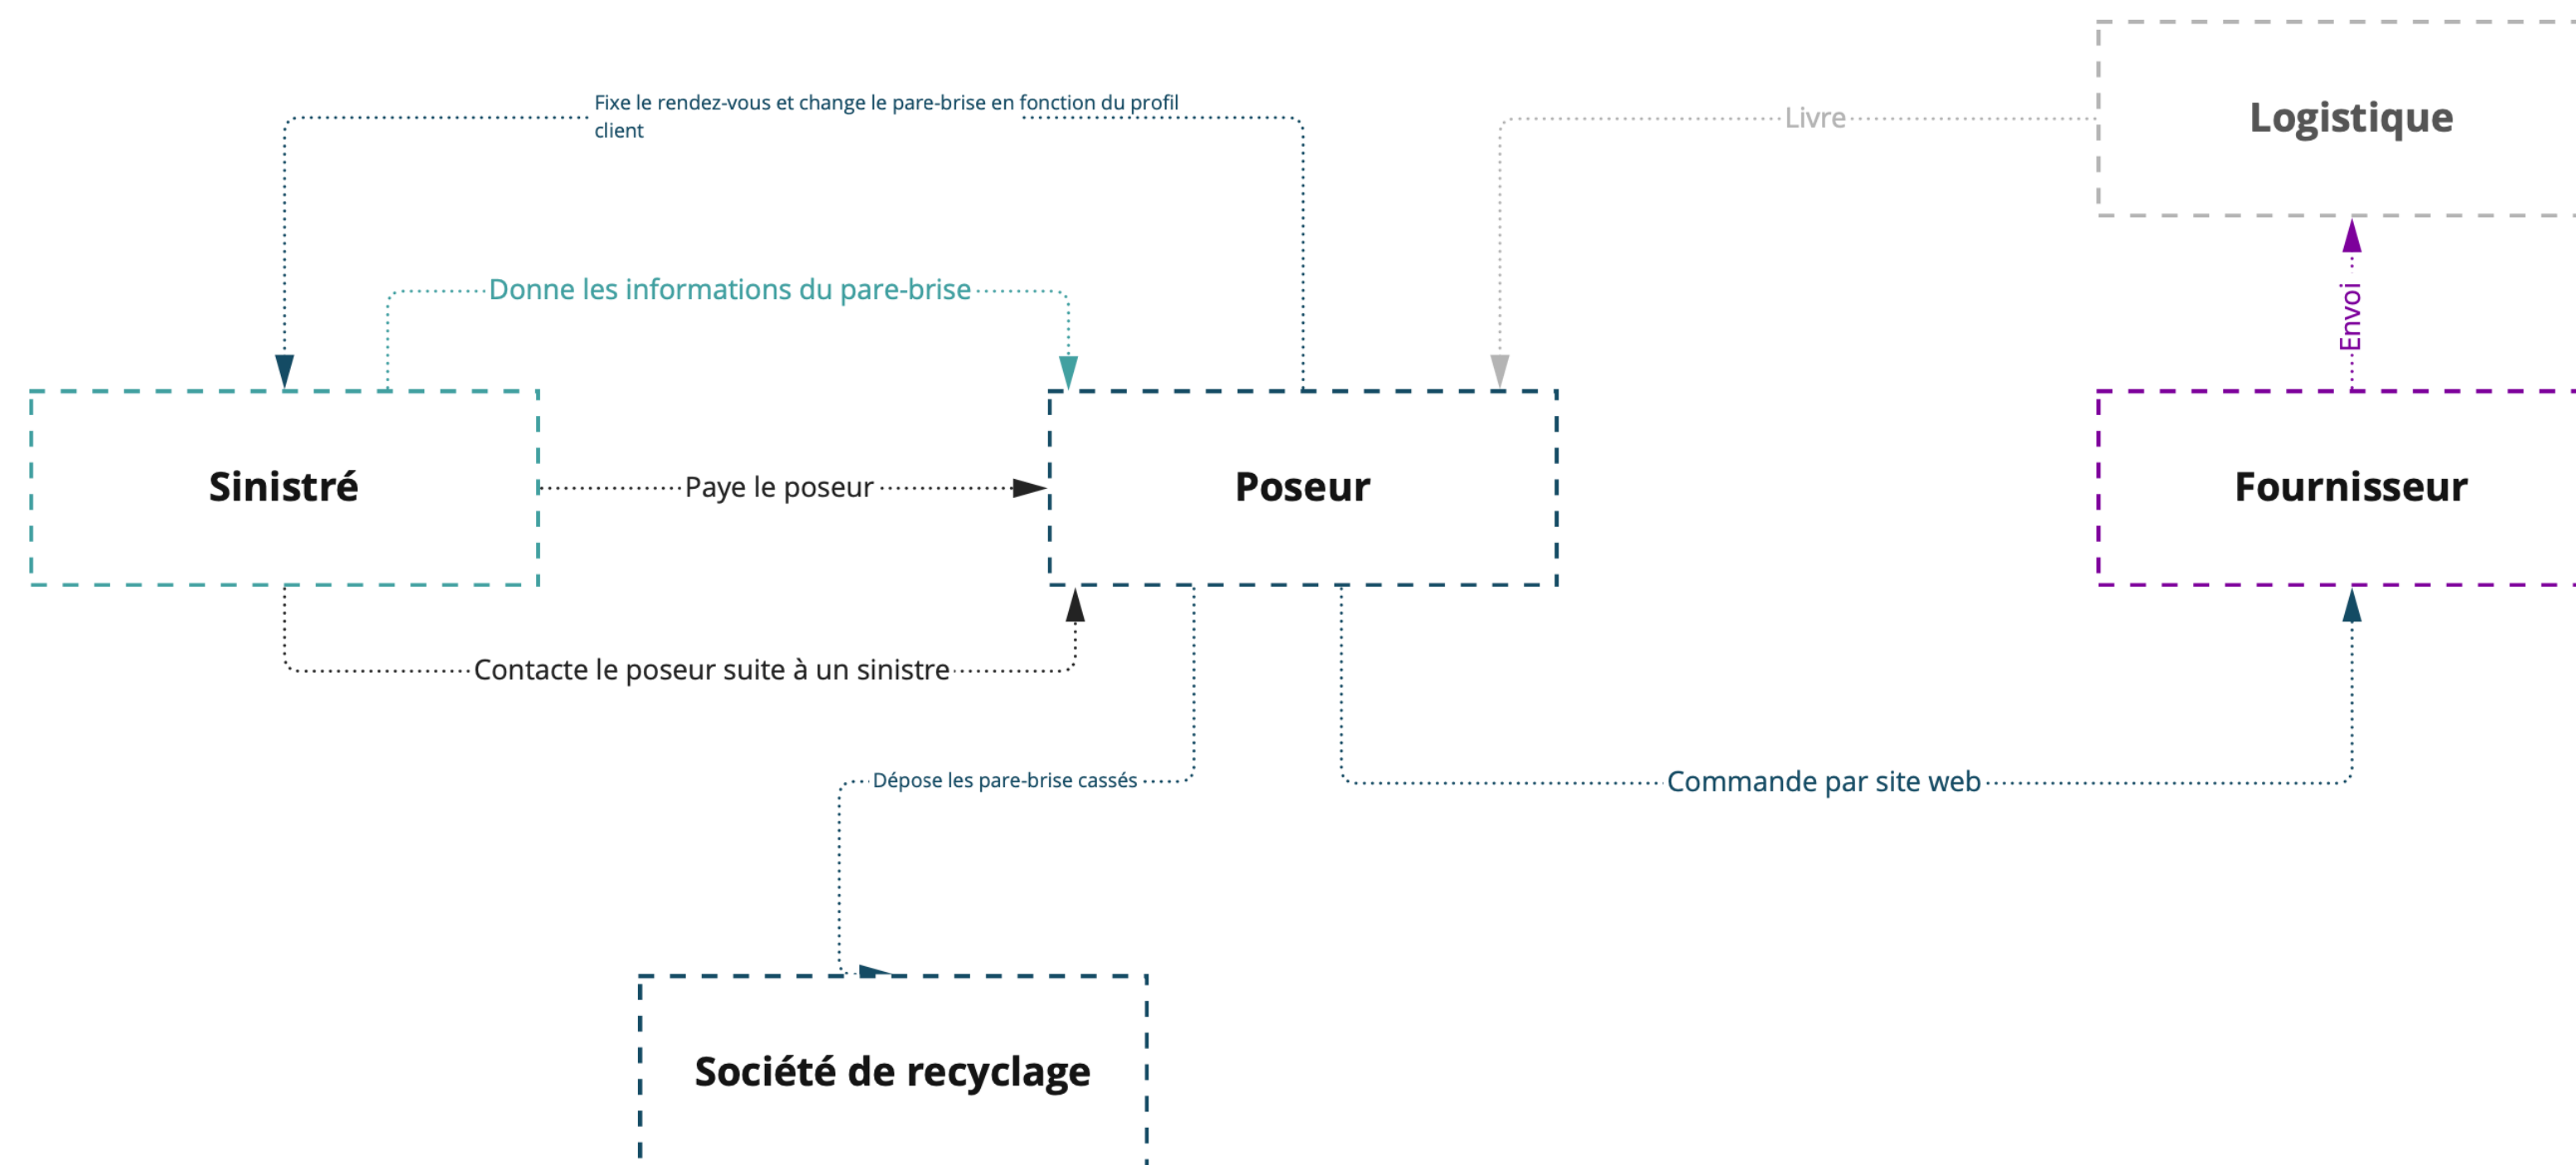 Fixe le rendez-vous et change le pare-brise en fonction du profil
client
Livre
Logistique
Donne les informations du pare-brise
Envoi
Sinistré
Paye le poseur
Poseur
Fournisseur
Contacte le poseur suite à un sinistre
Dépose les pare-brise cassés
Commande par site web
Société de recyclage